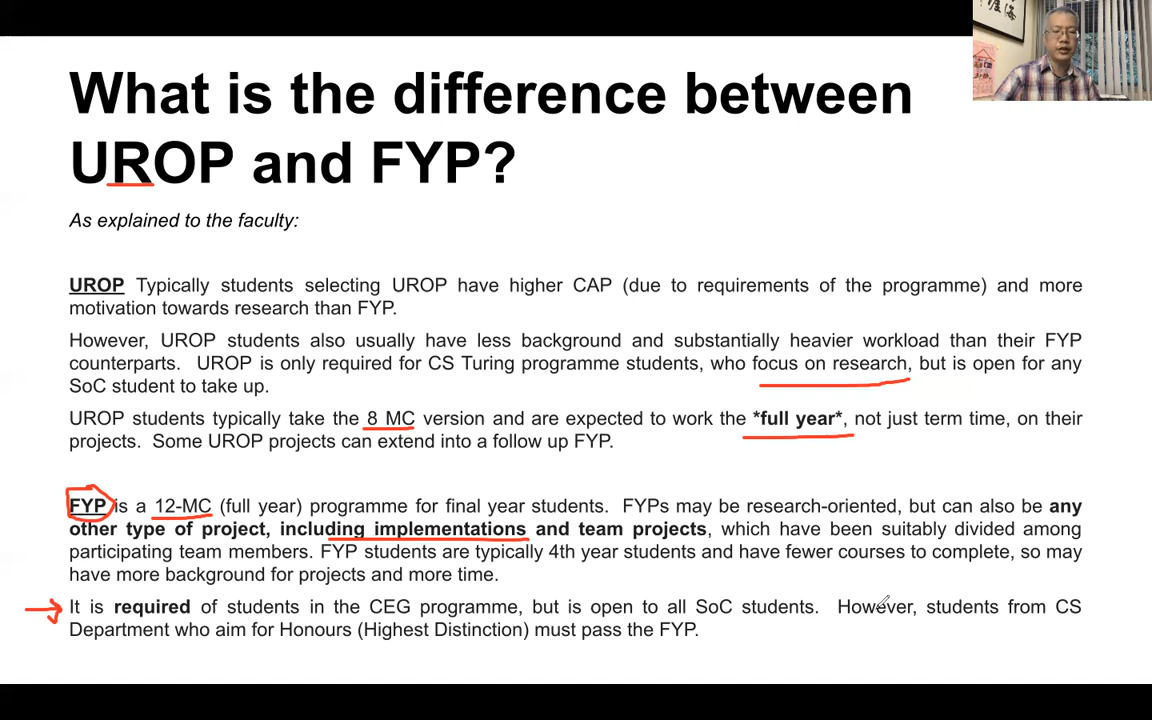 What is the difference between
UROP and FYP?
As explained to the faculty:
UROP Typically students selecting UROP have higher CAP (due to requirements of the programme) and more
motivation towards research than FYP.
However, UROP students also usually have less background and substantially heavier workload than their FYP
counterparts. UROP is only required for CS Turing programme students, who focus on research, but is open for any
SoC student to take up.
UROP students typically take the 8 MC version and are expected to work the *full year*, not just term time, on their
projects. Some UROP projects can extend into a follow up FYP.
FYP is a 12-MC (full year) programme for final year students. FYPs may be research-oriented, but can also be any
other type of project, including implementations and team projects, which have been suitably divided among
participating team members. FYP students are typically 4th year students and have fewer courses to complete, so may
have more background for projects and more time.
It is required of students in the CEG programme, but is open to all SoC students. However, students from CS
Department who aim for Honours (Highest Distinction) must pass the FYP.